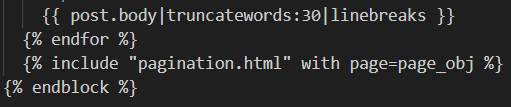 {{ post.body|truncatewords:30|linebreaks }}
{% endfor %}
{% include "pagination.html" with page=page_obj %}
{% endblock %}